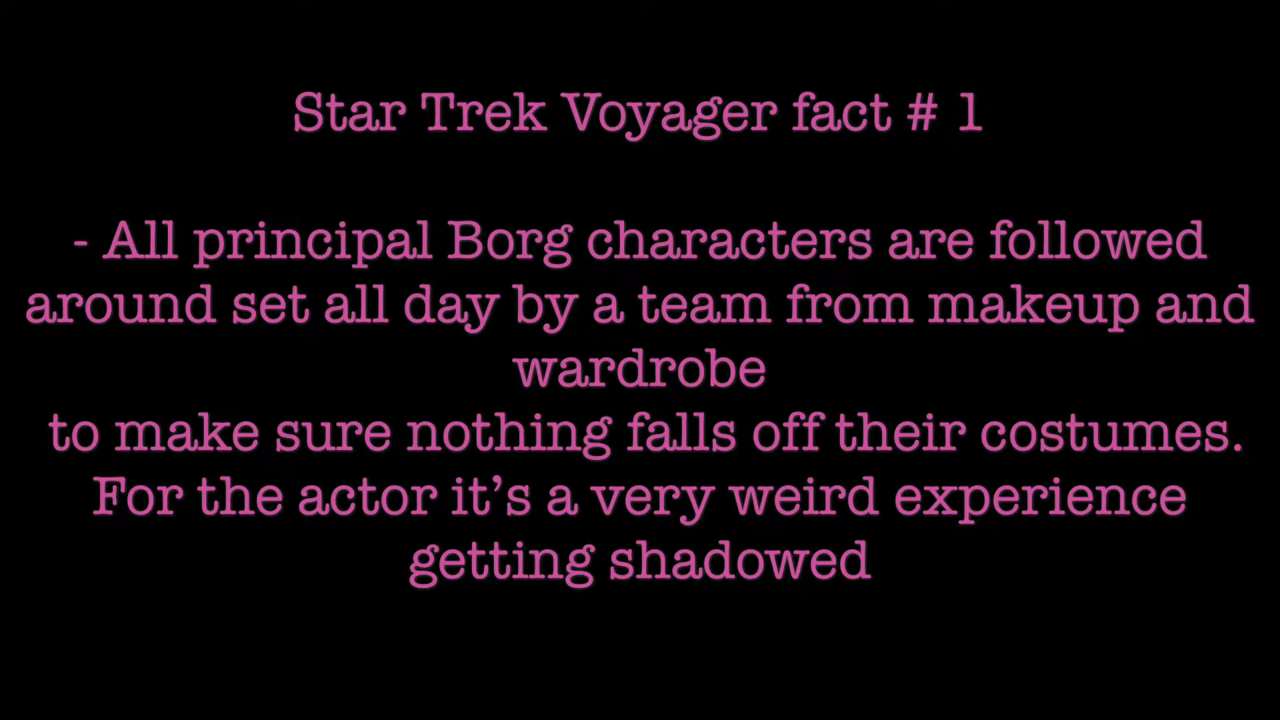 Star Trek Voyager fact # 1
- All principal Borg characters are followed
around set all day by a team from makeup and
wardrobe
to make sure nothing falls off their costumes.
For the actor it’s a very weird experience
getting shadowed